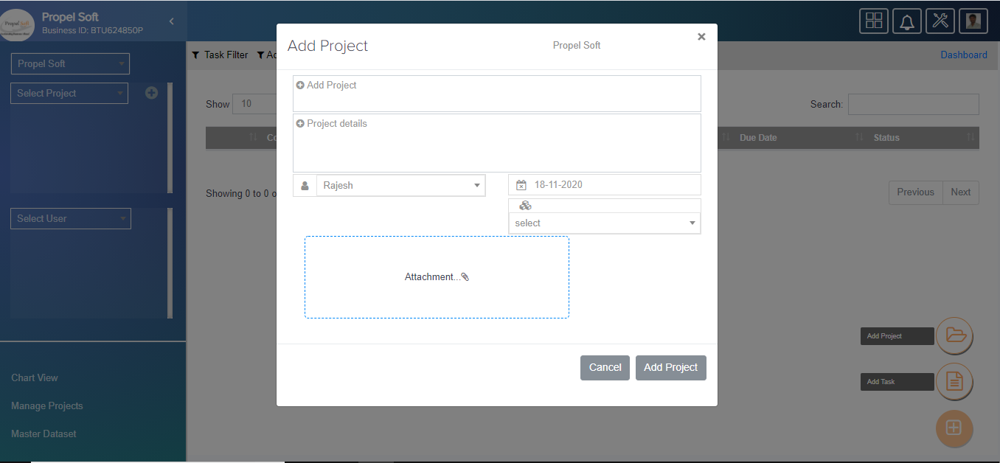 Propel Soft
Business ID: BTU624850P
Propel Soft
Select Project
Select User
Chart View
Manage Projects
Master Dataset
Task Filter
Dashboard
Show 10
Search:
Due Date
Status
Showing 0 to 0 o
Previous
Next
Add Project
Propel Soft
×
Add Project
Project details
Rajesh
18-11-2020
select
Attachment...
Cancel
Add Project
Add Project
Add Task